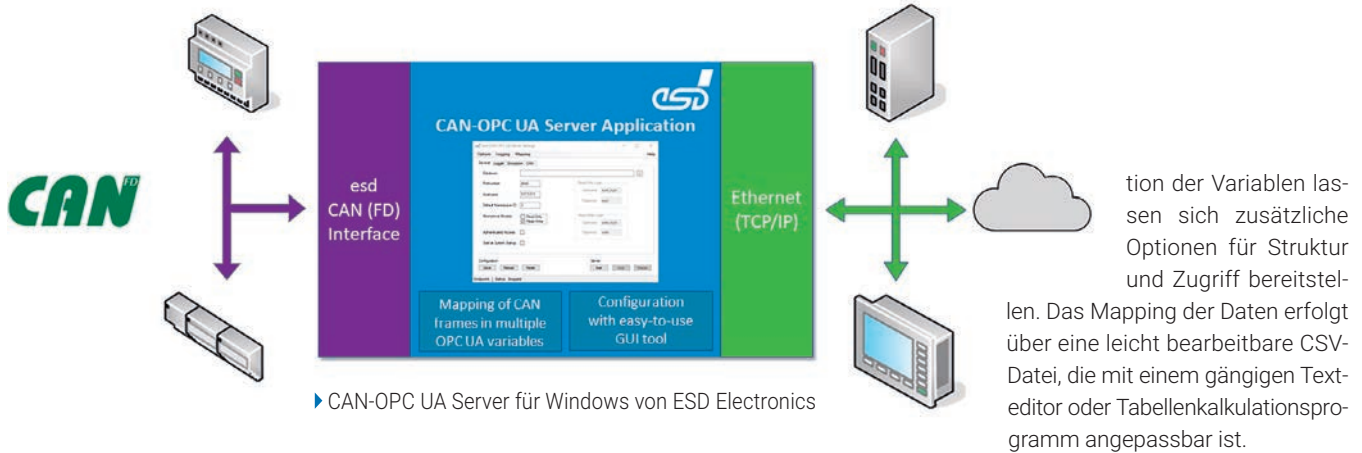 CAN FD
esd
CAN (FD)
Interface
esd
CAN-OPC UA Server Application
Mapping of CAN
frames in multiple
OPC UA variables
Configuration
with easy-to-use
GUI tool
Ethernet
(TCP/IP)
CAN-OPC UA Server für Windows von ESD Electronics
tion der Variablen las-
sen sich zusätzliche
Optionen für Struktur
und Zugriff bereitstel-
len. Das Mapping der Daten erfolgt
über eine leicht bearbeitbare CSV-
Datei, die mit einem gängigen Text-
editor oder Tabellenkalkulationspro-
gramm angepassbar ist.